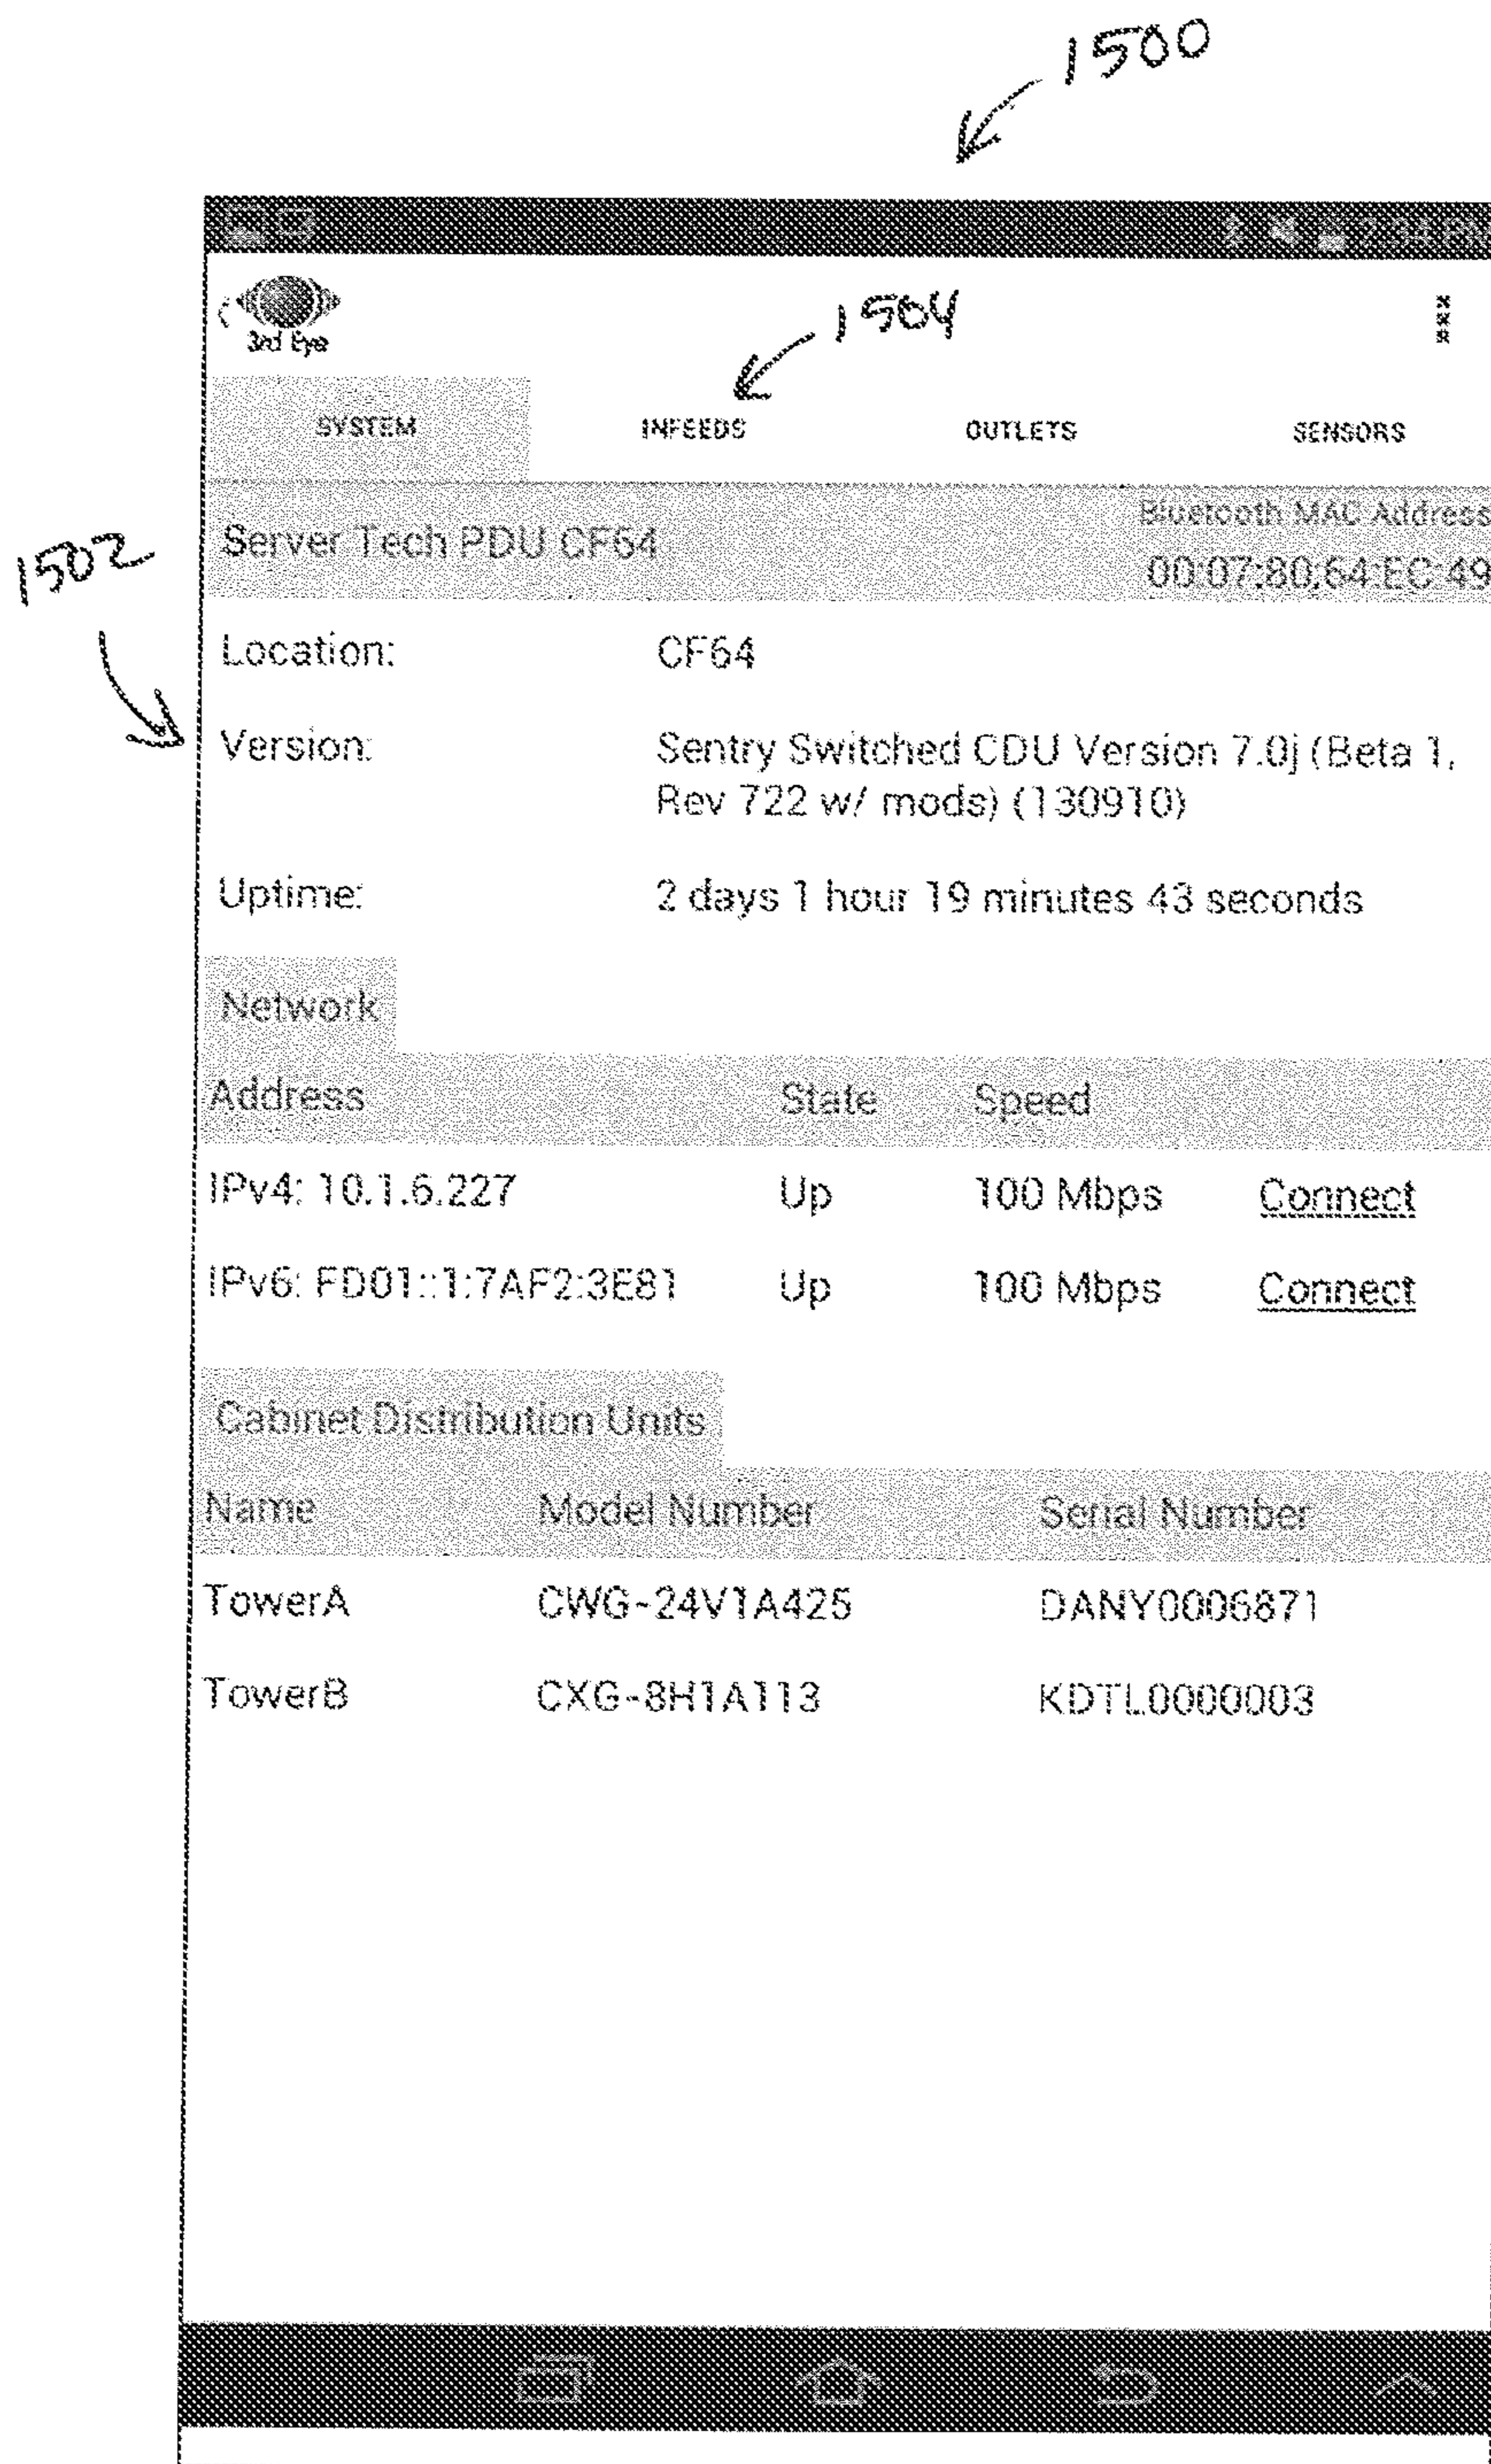 1500
2:34 PM
3rd Eye
1504
SYSTEM INFEEDS OUTLETS SENSORS
1502
Server Tech PDU CF64
Bluetooth MAC Address
00:07:80:64:EC:49
Location: CF64
Version: Sentry Switched CDU Version 7.0j (Beta 1,
Rev 722 w/ mods) (130910)
Uptime: 2 days 1 hour 19 minutes 43 seconds
Network
Address State Speed
IPv4: 10.1.6.227 Up 100 Mbps Connect
IPv6: FD01::1:7AF2:3E81 Up 100 Mbps Connect
Cabinet Distribution Units
Name Model Number Serial Number
TowerA CWG-24V1A425 DANY0006871
TowerB CXG-8H1A113 KDTL0000003